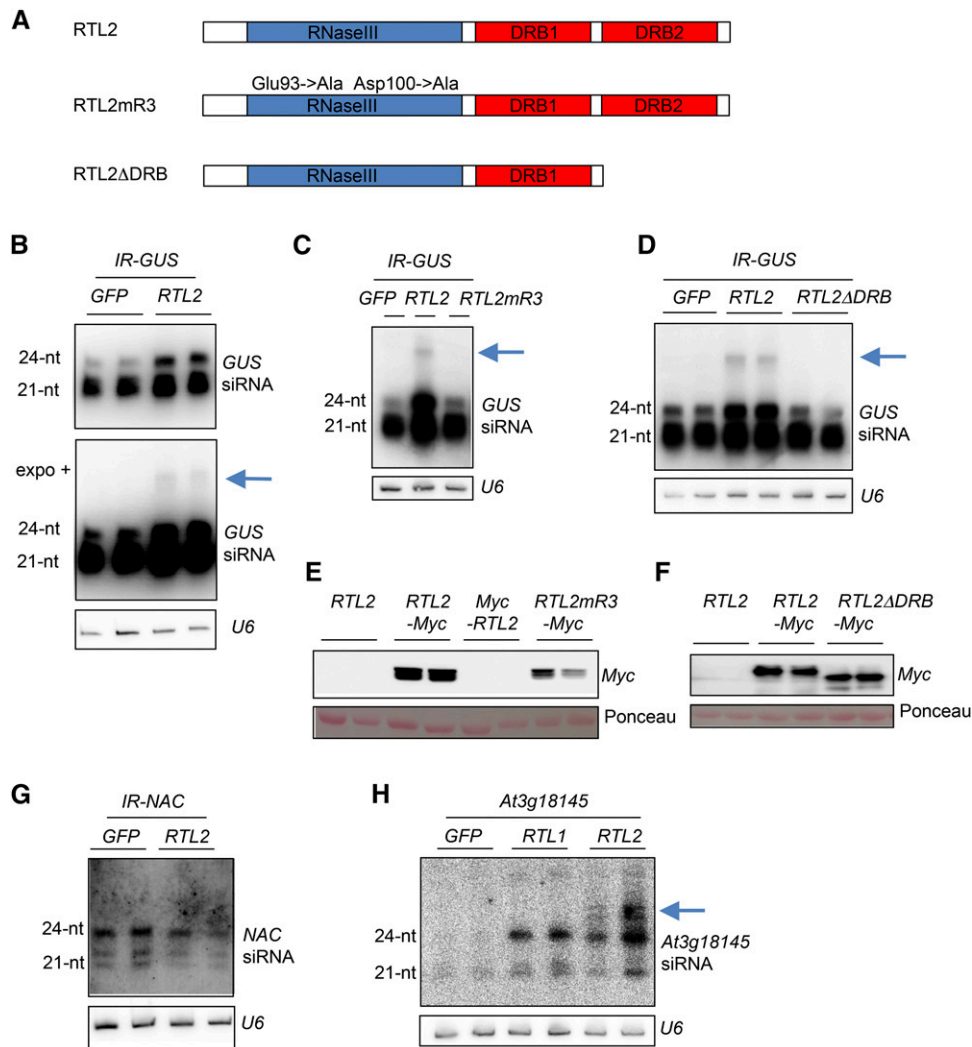 A
RTL2
RNaseIII DRB1 DRB2
Glu93->Ala Asp100->Ala
RTL2mR3
RNaseIII DRB1 DRB2
RTL2ΔDRB
RNaseIII DRB1
B
IR-GUS
GFP RTL2
24-nt
21-nt
GUS
siRNA
expo +
24-nt
21-nt
GUS
siRNA
U6
C
IR-GUS
GFP RTL2 RTL2mR3
24-nt
21-nt
GUS
siRNA
U6
D
IR-GUS
GFP RTL2 RTL2ΔDRB
24-nt
21-nt
GUS
siRNA
U6
E
RTL2 RTL2 Myc RTL2mR3
-Myc -RTL2 -Myc
Myc
Ponceau
F
RTL2 RTL2 RTL2ΔDRB
-Myc -Myc
Myc
Ponceau
G
IR-NAC
GFP RTL2
24-nt
21-nt
NAC
siRNA
U6
H
At3g18145
GFP RTL1 RTL2
24-nt
21-nt
At3g18145
siRNA
U6